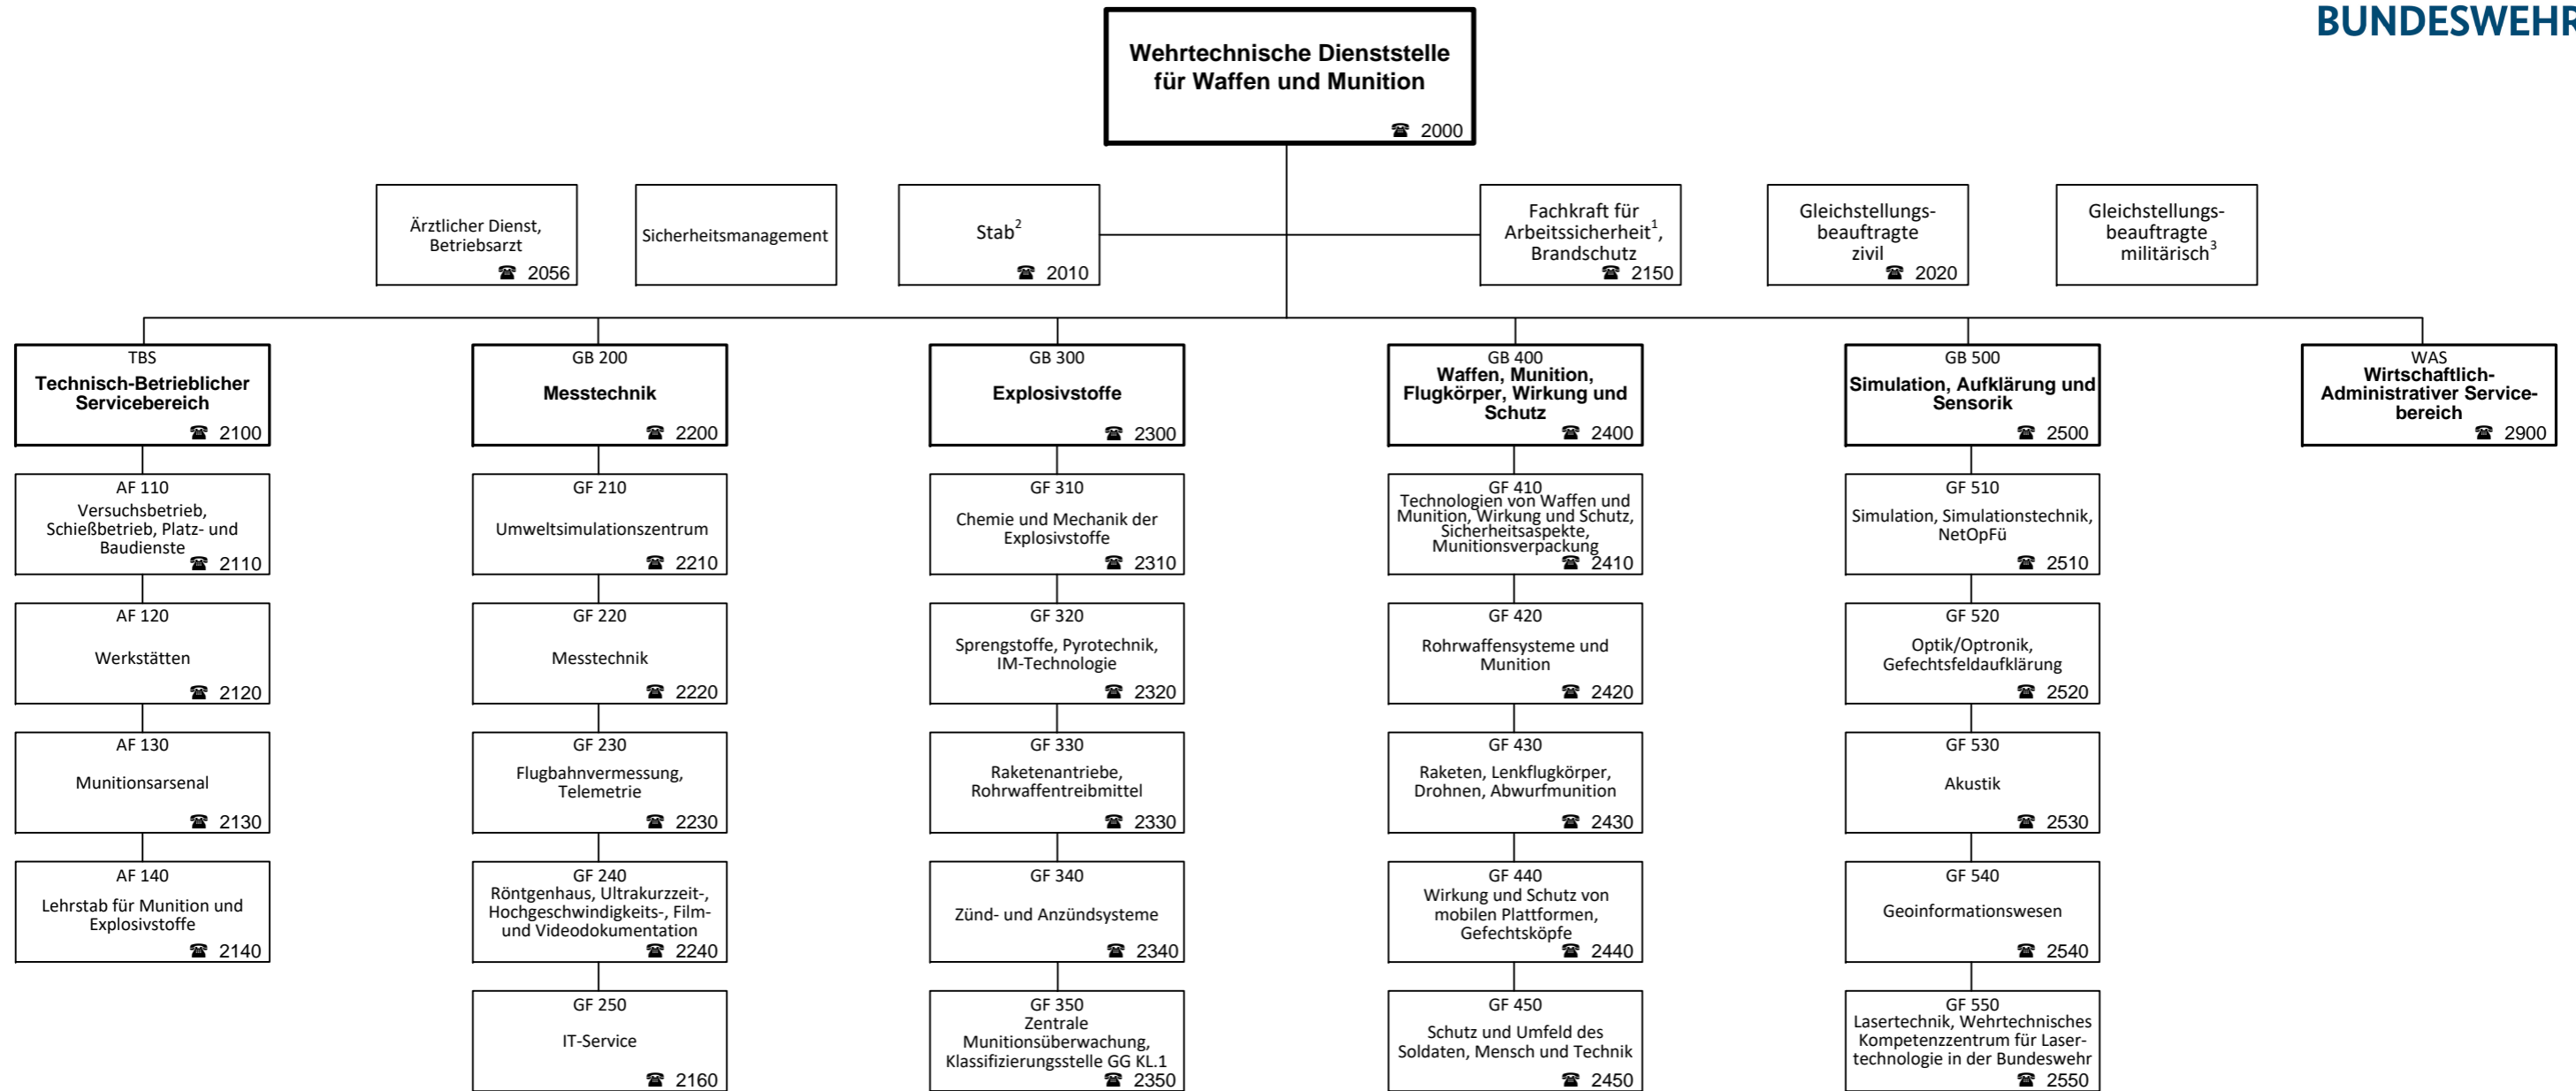 BUNDESWEHR
Wehrtechnische Dienststelle
für Waffen und Munition
☎ 2000
Ärztlicher Dienst,
Betriebsarzt
☎ 2056
Sicherheitsmanagement
Stab²
☎ 2010
Fachkraft für
Arbeitssicherheit¹,
Brandschutz
☎ 2150
Gleichstellungs-
beauftragte
zivil
☎ 2020
Gleichstellungs-
beauftragte
militärisch³
TBS
Technisch-Betrieblicher
Servicebereich
☎ 2100
AF 110
Versuchsbetrieb,
Schießbetrieb, Platz- und
Baudienste
☎ 2110
AF 120
Werkstätten
☎ 2120
AF 130
Munitionsarsenal
☎ 2130
AF 140
Lehrstab für Munition und
Explosivstoffe
☎ 2140
GB 200
Messtechnik
☎ 2200
GF 210
Umweltsimulationszentrum
☎ 2210
GF 220
Messtechnik
☎ 2220
GF 230
Flugbahnvermessung,
Telemetrie
☎ 2230
GF 240
Röntgenhaus, Ultrakurzzeit-,
Hochgeschwindigkeits-, Film-
und Videodokumentation
☎ 2240
GF 250
IT-Service
☎ 2160
GB 300
Explosivstoffe
☎ 2300
GF 310
Chemie und Mechanik der
Explosivstoffe
☎ 2310
GF 320
Sprengstoffe, Pyrotechnik,
IM-Technologie
☎ 2320
GF 330
Raketenantriebe,
Rohrwaffentreibmittel
☎ 2330
GF 340
Zünd- und Anzündsysteme
☎ 2340
GF 350
Zentrale
Munitionsüberwachung,
Klassifizierungsstelle GG KL.1
☎ 2350
GB 400
Waffen, Munition,
Flugkörper, Wirkung und
Schutz
☎ 2400
GF 410
Technologien von Waffen und
Munition, Wirkung und Schutz,
Sicherheitsaspekte,
Munitionsverpackung
☎ 2410
GF 420
Rohrwaffensysteme und
Munition
☎ 2420
GF 430
Raketen, Lenkflugkörper,
Drohnen, Abwurfmunition
☎ 2430
GF 440
Wirkung und Schutz von
mobilen Plattformen,
Gefechtsköpfe
☎ 2440
GF 450
Schutz und Umfeld des
Soldaten, Mensch und Technik
☎ 2450
GB 500
Simulation, Aufklärung und
Sensorik
☎ 2500
GF 510
Simulation, Simulationstechnik,
NetOpFü
☎ 2510
GF 520
Optik/Optronik,
Gefechtsfeldaufklärung
☎ 2520
GF 530
Akustik
☎ 2530
GF 540
Geoinformationswesen
☎ 2540
GF 550
Lasertechnik, Wehrtechnisches
Kompetenzzentrum für Laser-
technologie in der Bundeswehr
☎ 2550
WAS
Wirtschaftlich-
Administrativer Service-
bereich
☎ 2900